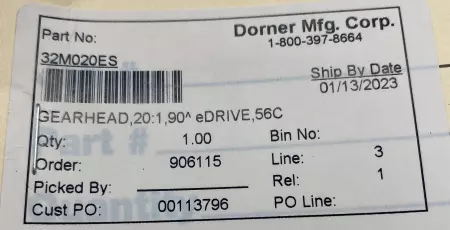 Dorner Mfg. Corp.
Part No:
1-800-397-8664
32M020ES
Ship By Date
01/13/2023
GEARHEAD,20:1,90^ eDRIVE,56C
Qty: 1.00 Bin No:
Order: 906115 Line: 3
Picked By: Rel: 1
Cust PO: 00113796 PO Line:
Part #
Quantity